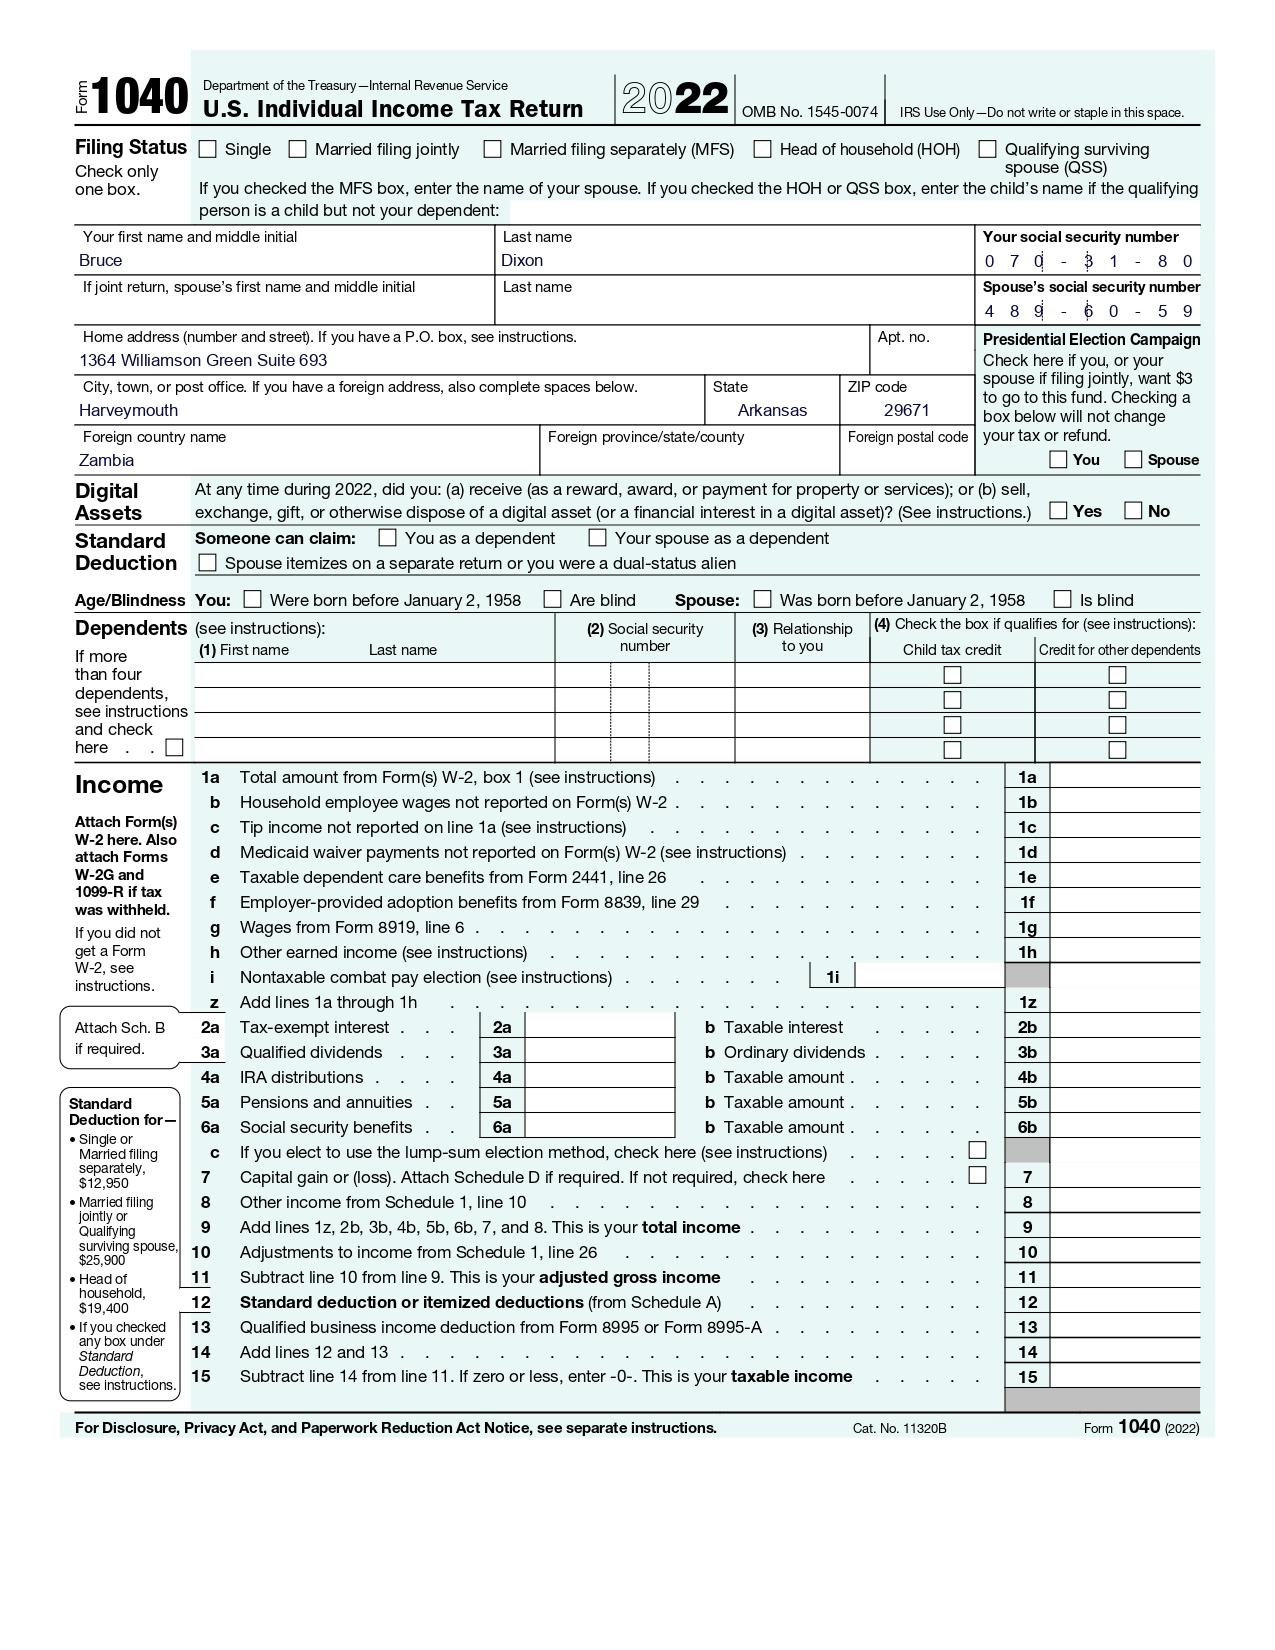 Form 1040 Department of the Treasury—Internal Revenue Service
U.S. Individual Income Tax Return 2022 OMB No. 1545-0074 IRS Use Only—Do not write or staple in this space.
Filing Status Single Married filing jointly Married filing separately (MFS) Head of household (HOH) Qualifying surviving spouse (QSS)
Check only one box.
If you checked the MFS box, enter the name of your spouse. If you checked the HOH or QSS box, enter the child's name if the qualifying
person is a child but not your dependent:
Your first name and middle initial Last name Your social security number
Bruce Dixon 0 7 0 - 3 1 - 8 0
If joint return, spouse's first name and middle initial Last name Spouse's social security number
4 8 9 - 6 0 - 5 9
Home address (number and street). If you have a P.O. box, see instructions. Apt. no.
1364 Williamson Green Suite 693
City, town, or post office. If you have a foreign address, also complete spaces below. State ZIP code
Harveymouth Arkansas 29671
Foreign country name Foreign province/state/county Foreign postal code
Zambia
Presidential Election Campaign
Check here if you, or your
spouse if filing jointly, want $3
to go to this fund. Checking a
box below will not change
your tax or refund.
You Spouse
Digital Assets
At any time during 2022, did you: (a) receive (as a reward, award, or payment for property or services); or (b) sell,
exchange, gift, or otherwise dispose of a digital asset (or a financial interest in a digital asset)? (See instructions.) Yes No
Standard Deduction
Someone can claim: You as a dependent Your spouse as a dependent
Spouse itemizes on a separate return or you were a dual-status alien
Age/Blindness You: Were born before January 2, 1958 Are blind Spouse: Was born before January 2, 1958 Is blind
Dependents (see instructions):
(1) First name Last name (2) Social security number (3) Relationship to you (4) Check the box if qualifies for (see instructions):
Child tax credit Credit for other dependents
If more
than four
dependents,
see instructions
and check
here . .
Income
Attach Form(s)
W-2 here. Also
attach Forms
W-2G and
1099-R if tax
was withheld.
If you did not
get a Form
W-2, see
instructions.
1a Total amount from Form(s) W-2, box 1 (see instructions) . . . . . . . . . . . . . 1a
b Household employee wages not reported on Form(s) W-2 . . . . . . . . . . . . . 1b
c Tip income not reported on line 1a (see instructions) . . . . . . . . . . . . . . 1c
d Medicaid waiver payments not reported on Form(s) W-2 (see instructions) . . . . . . . . 1d
e Taxable dependent care benefits from Form 2441, line 26 . . . . . . . . . . . . 1e
f Employer-provided adoption benefits from Form 8839, line 29 . . . . . . . . . . . 1f
g Wages from Form 8919, line 6 . . . . . . . . . . . . . . . . . . . . . 1g
h Other earned income (see instructions) . . . . . . . . . . . . . . . . . . 1h
i Nontaxable combat pay election (see instructions) . . . . . . . 1i
z Add lines 1a through 1h . . . . . . . . . . . . . . . . . . . . . . 1z
Attach Sch. B
if required.
2a Tax-exempt interest . . . 2a b Taxable interest . . . . . 2b
3a Qualified dividends . . . 3a b Ordinary dividends . . . . . 3b
4a IRA distributions . . . . 4a b Taxable amount . . . . . . 4b
5a Pensions and annuities . . 5a b Taxable amount . . . . . . 5b
6a Social security benefits . . 6a b Taxable amount . . . . . . 6b
c If you elect to use the lump-sum election method, check here (see instructions) . . . . .
7 Capital gain or (loss). Attach Schedule D if required. If not required, check here . . . . . 7
8 Other income from Schedule 1, line 10 . . . . . . . . . . . . . . . . . . 8
9 Add lines 1z, 2b, 3b, 4b, 5b, 6b, 7, and 8. This is your total income . . . . . . . . . . 9
10 Adjustments to income from Schedule 1, line 26 . . . . . . . . . . . . . . . 10
11 Subtract line 10 from line 9. This is your adjusted gross income . . . . . . . . . . 11
12 Standard deduction or itemized deductions (from Schedule A) . . . . . . . . . . 12
13 Qualified business income deduction from Form 8995 or Form 8995-A . . . . . . . . . 13
14 Add lines 12 and 13 . . . . . . . . . . . . . . . . . . . . . . . . 14
15 Subtract line 14 from line 11. If zero or less, enter -0-. This is your taxable income . . . . . 15
Standard
Deduction for—
• Single or
Married filing
separately,
$12,950
• Married filing
jointly or
Qualifying
surviving spouse,
$25,900
• Head of
household,
$19,400
• If you checked
any box under
Standard
Deduction,
see instructions.
For Disclosure, Privacy Act, and Paperwork Reduction Act Notice, see separate instructions. Cat. No. 11320B Form 1040 (2022)